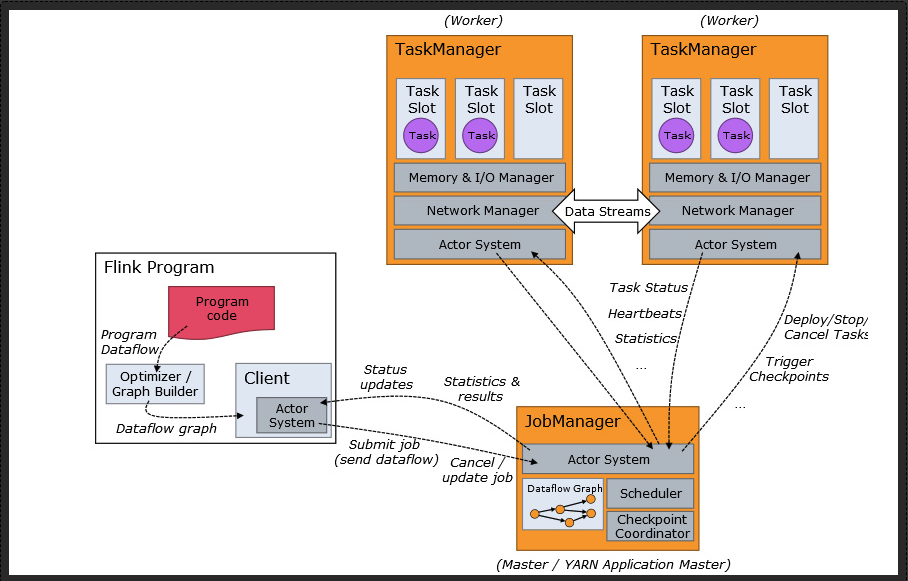 (Worker)
(Worker)
TaskManager
TaskManager
Task
Slot
Task
Task
Slot
Task
Task
Slot
Task
Slot
Task
Task
Slot
Task
Task
Slot
Memory & I/O Manager
Memory & I/O Manager
Network Manager
Data Streams
Network Manager
Actor System
Actor System
Flink Program
Program
code
Program
Dataflow
Optimizer /
Graph Builder
Client
Actor
System
Dataflow graph
Task Status
Heartbeats
Statistics
...
Deploy/Stop/
Cancel Tasks
Trigger
Checkpoints
...
Status
updates
Statistics &
results
Submit job
(send dataflow)
Cancel /
update job
JobManager
Actor System
Dataflow Graph
Scheduler
Checkpoint
Coordinator
(Master / YARN Application Master)